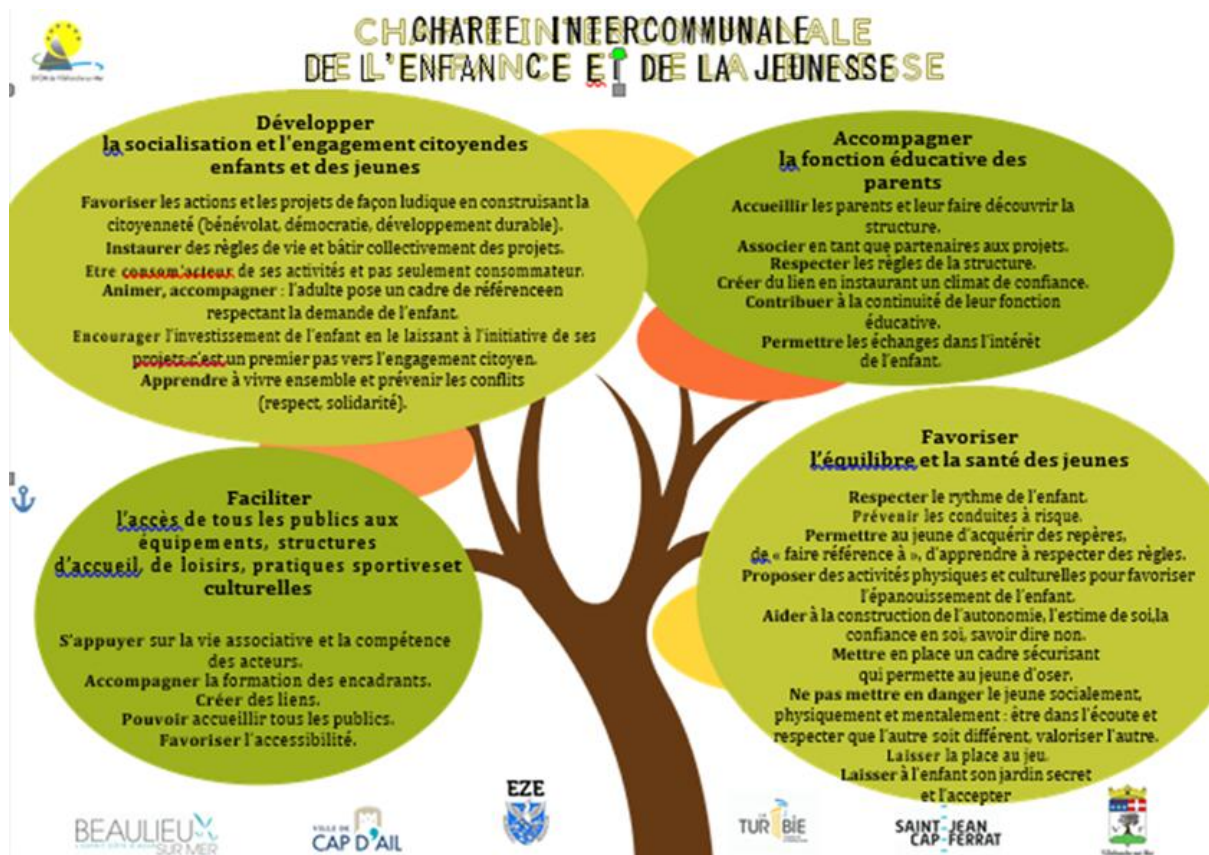 CHARTE INTERCOMMUNALE
DE L'ENFANCE ET DE LA JEUNESSE
Développer
la socialisation et l'engagement citoyendes
enfants et des jeunes
Favoriser les actions et les projets de façon ludique en construisant la
citoyenneté (bénévolat, démocratie, développement durable).
Instaurer des règles de vie et bâtir collectivement des projets.
Etre consom'acteur de ses activités et pas seulement consommateur.
Animer, accompagner : l'adulte pose un cadre de référenceen
respectant la demande de l'enfant.
Encourager l'investissement de l'enfant en le laissant à l'initiative de ses
projets c'est un premier pas vers l'engagement citoyen.
Apprendre à vivre ensemble et prévenir les conflits
(respect, solidarité).
Accompagner
la fonction éducative des
parents
Accueillir les parents et leur faire découvrir la
structure.
Associer en tant que partenaires aux projets.
Respecter les règles de la structure.
Créer du lien en instaurant un climat de confiance.
Contribuer à la continuité de leur fonction
éducative.
Permettre les échanges dans l'intérêt
de l'enfant.
Faciliter
l'accès de tous les publics aux
équipements, structures
d'accueil, de loisirs, pratiques sportiveset
culturelles
S'appuyer sur la vie associative et la compétence
des acteurs.
Accompagner la formation des encadrants.
Créer des liens.
Pouvoir accueillir tous les publics.
Favoriser l'accessibilité.
Favoriser
l'équilibre et la santé des jeunes
Respecter le rythme de l'enfant.
Prévenir les conduites à risque.
Permettre au jeune d'acquérir des repères,
de « faire référence à », d'apprendre à respecter des règles.
Proposer des activités physiques et culturelles pour favoriser
l'épanouissement de l'enfant.
Aider à la construction de l'autonomie, l'estime de soi,la
confiance en soi, savoir dire non.
Mettre en place un cadre sécurisant
qui permette au jeune d'oser.
Ne pas mettre en danger le jeune socialement,
physiquement et mentalement : être dans l'écoute et
respecter que l'autre soit différent, valoriser l'autre.
Laisser la place au jeu.
Laisser à l'enfant son jardin secret
et l'accepter
BEAULIEU
SUR MER
VILLE DE
CAP D'AIL
EZE
LA
TURBIE
SAINT JEAN
CAP FERRAT